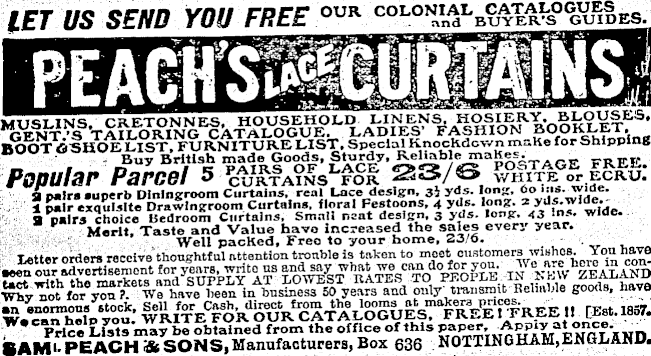 LET US SEND YOU FREE OUR COLONIAL CATALOGUES and BUYER'S GUIDES.
PEACH'S LACE CURTAINS
MUSLINS, CRETONNES, HOUSEHOLD LINENS, HOSIERY, BLOUSES,
GENT.'S TAILORING CATALOGUE. LADIES' FASHION BOOKLET,
BOOT & SHOE LIST, FURNITURE LIST, Special Knockdown make for Shipping
Buy British made Goods, Sturdy, Reliable makes.
Popular Parcel 5 PAIRS OF LACE CURTAINS FOR 23/6 POSTAGE FREE. WHITE or ECRU.
2 pairs superb Diningroom Curtains, real Lace design, 3½ yds. long, 60 ins. wide.
1 pair exquisite Drawingroom Curtains, floral Festoons, 4 yds. long, 2 yds. wide.
2 pairs choice Bedroom Curtains, Small neat design, 3 yds. long, 43 ins. wide.
Merit, Taste and Value have increased the sales every year.
Well packed, Free to your home, 23/6.
Letter orders receive thoughtful attention trouble is taken to meet customers wishes. You have
seen our advertisement for years, write us and say what we can do for you. We are here in con-
tact with the markets and SUPPLY AT LOWEST RATES TO PEOPLE IN NEW ZEALAND
Why not for you?. We have been in business 50 years and only transmit Reliable goods, have
an enormous stock, Sell for Cash, direct from the looms at makers prices.
We can help you. WRITE FOR OUR CATALOGUES, FREE! FREE!! [Est. 1857.
Price Lists may be obtained from the office of this paper, Apply at once.
SAML. PEACH & SONS, Manufacturers, Box 636 NOTTINGHAM, ENGLAND.